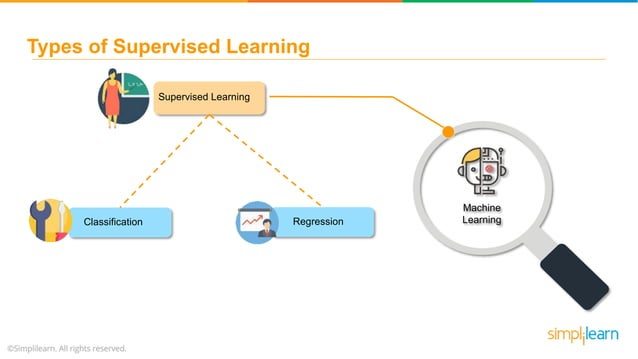 Types of Supervised Learning
Supervised Learning
Classification
Regression
Machine
Learning
©Simplilearn. All rights reserved.
simplilearn